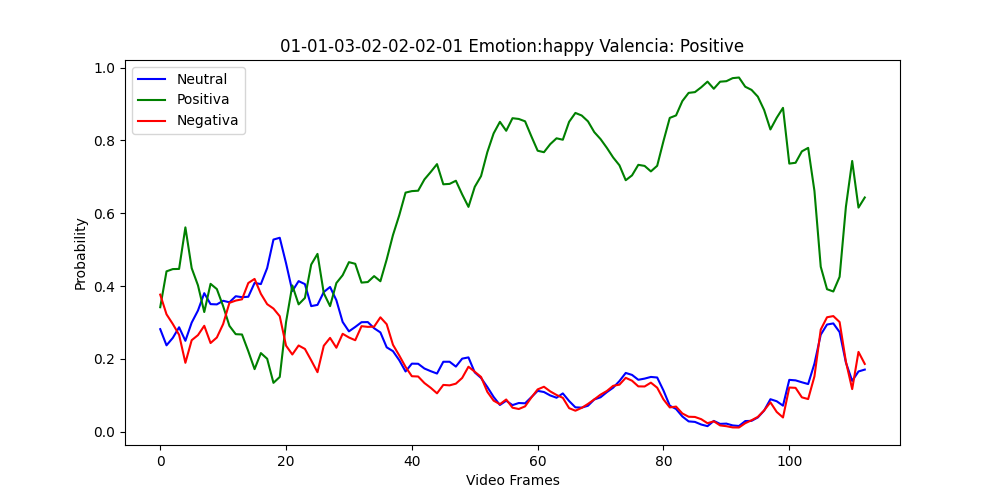 01-01-03-02-02-02-01 Emotion:happy Valencia: Positive
1.0
0.8
0.6
0.4
0.2
0.0
Probability
Neutral
Positiva
Negativa
0 20 40 60 80 100
Video Frames